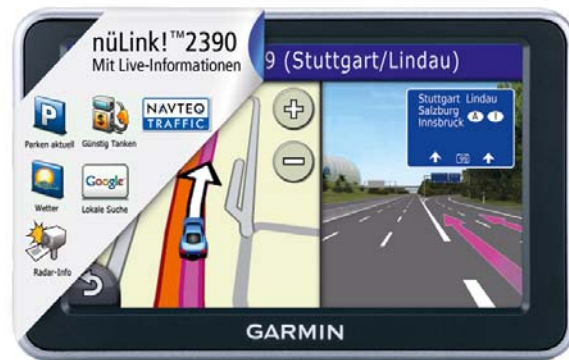 nüLink!™2390
Mit Live-Informationen
9 (Stuttgart/Lindau)
P
NAVTEQ
TRAFFIC
Parken aktuell
Günstig Tanken
Google
Wetter
Lokale Suche
Radar-Info
Stuttgart Lindau
Salzburg
Innsbruck A I
GARMIN